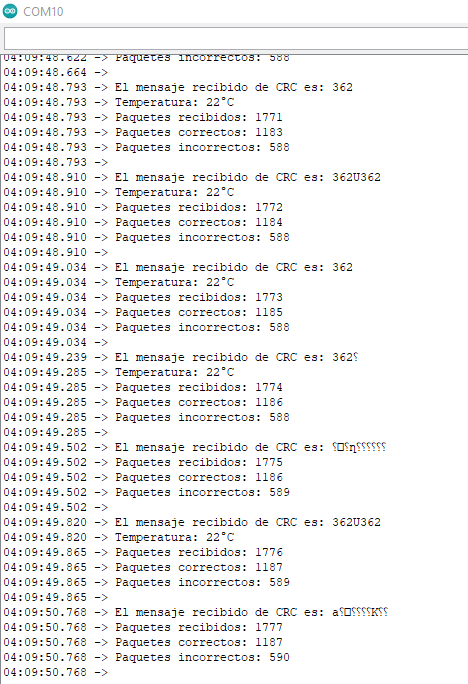 COM10
04:09:48.622 -> Paquetes incorrectos: 588
04:09:48.664 ->
04:09:48.793 -> El mensaje recibido de CRC es: 362
04:09:48.793 -> Temperatura: 22°C
04:09:48.793 -> Paquetes recibidos: 1771
04:09:48.793 -> Paquetes correctos: 1183
04:09:48.793 -> Paquetes incorrectos: 588
04:09:48.793 ->
04:09:48.910 -> El mensaje recibido de CRC es: 362U362
04:09:48.910 -> Temperatura: 22°C
04:09:48.910 -> Paquetes recibidos: 1772
04:09:48.910 -> Paquetes correctos: 1184
04:09:48.910 -> Paquetes incorrectos: 588
04:09:48.910 ->
04:09:49.034 -> El mensaje recibido de CRC es: 362
04:09:49.034 -> Temperatura: 22°C
04:09:49.034 -> Paquetes recibidos: 1773
04:09:49.034 -> Paquetes correctos: 1185
04:09:49.034 -> Paquetes incorrectos: 588
04:09:49.034 ->
04:09:49.239 -> El mensaje recibido de CRC es: 362⸮
04:09:49.285 -> Temperatura: 22°C
04:09:49.285 -> Paquetes recibidos: 1774
04:09:49.285 -> Paquetes correctos: 1186
04:09:49.285 -> Paquetes incorrectos: 588
04:09:49.285 ->
04:09:49.502 -> El mensaje recibido de CRC es: ⸮□⸮η⸮⸮⸮⸮⸮⸮
04:09:49.502 -> Paquetes recibidos: 1775
04:09:49.502 -> Paquetes correctos: 1186
04:09:49.502 -> Paquetes incorrectos: 589
04:09:49.502 ->
04:09:49.820 -> El mensaje recibido de CRC es: 362U362
04:09:49.820 -> Temperatura: 22°C
04:09:49.865 -> Paquetes recibidos: 1776
04:09:49.865 -> Paquetes correctos: 1187
04:09:49.865 -> Paquetes incorrectos: 589
04:09:49.865 ->
04:09:50.768 -> El mensaje recibido de CRC es: a⸮□⸮⸮⸮⸮K⸮⸮
04:09:50.768 -> Paquetes recibidos: 1777
04:09:50.768 -> Paquetes correctos: 1187
04:09:50.768 -> Paquetes incorrectos: 590
04:09:50.768 ->